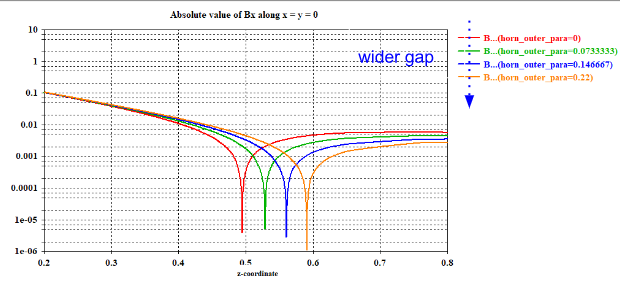 Absolute value of Bx along x = y = 0
10
1
0.1
0.01
0.001
0.0001
1e-05
1e-06
0.2
0.3
0.4
0.5
0.6
0.7
0.8
z-coordinate
wider gap
B...(horn_outer_para=0)
B...(horn_outer_para=0.0733333)
B...(horn_outer_para=0.146667)
B...(horn_outer_para=0.22)